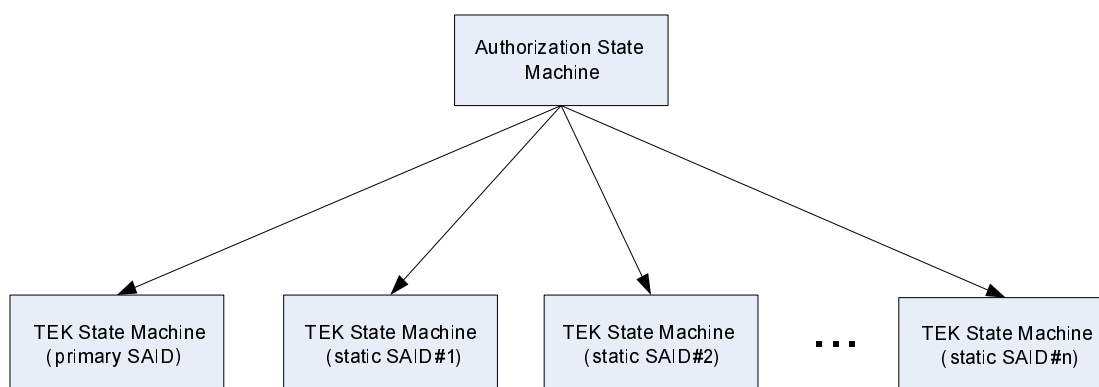 Authorization State
Machine
TEK State Machine
(primary SAID)
TEK State Machine
(static SAID#1)
TEK State Machine
(static SAID#2)
...
TEK State Machine
(static SAID#n)